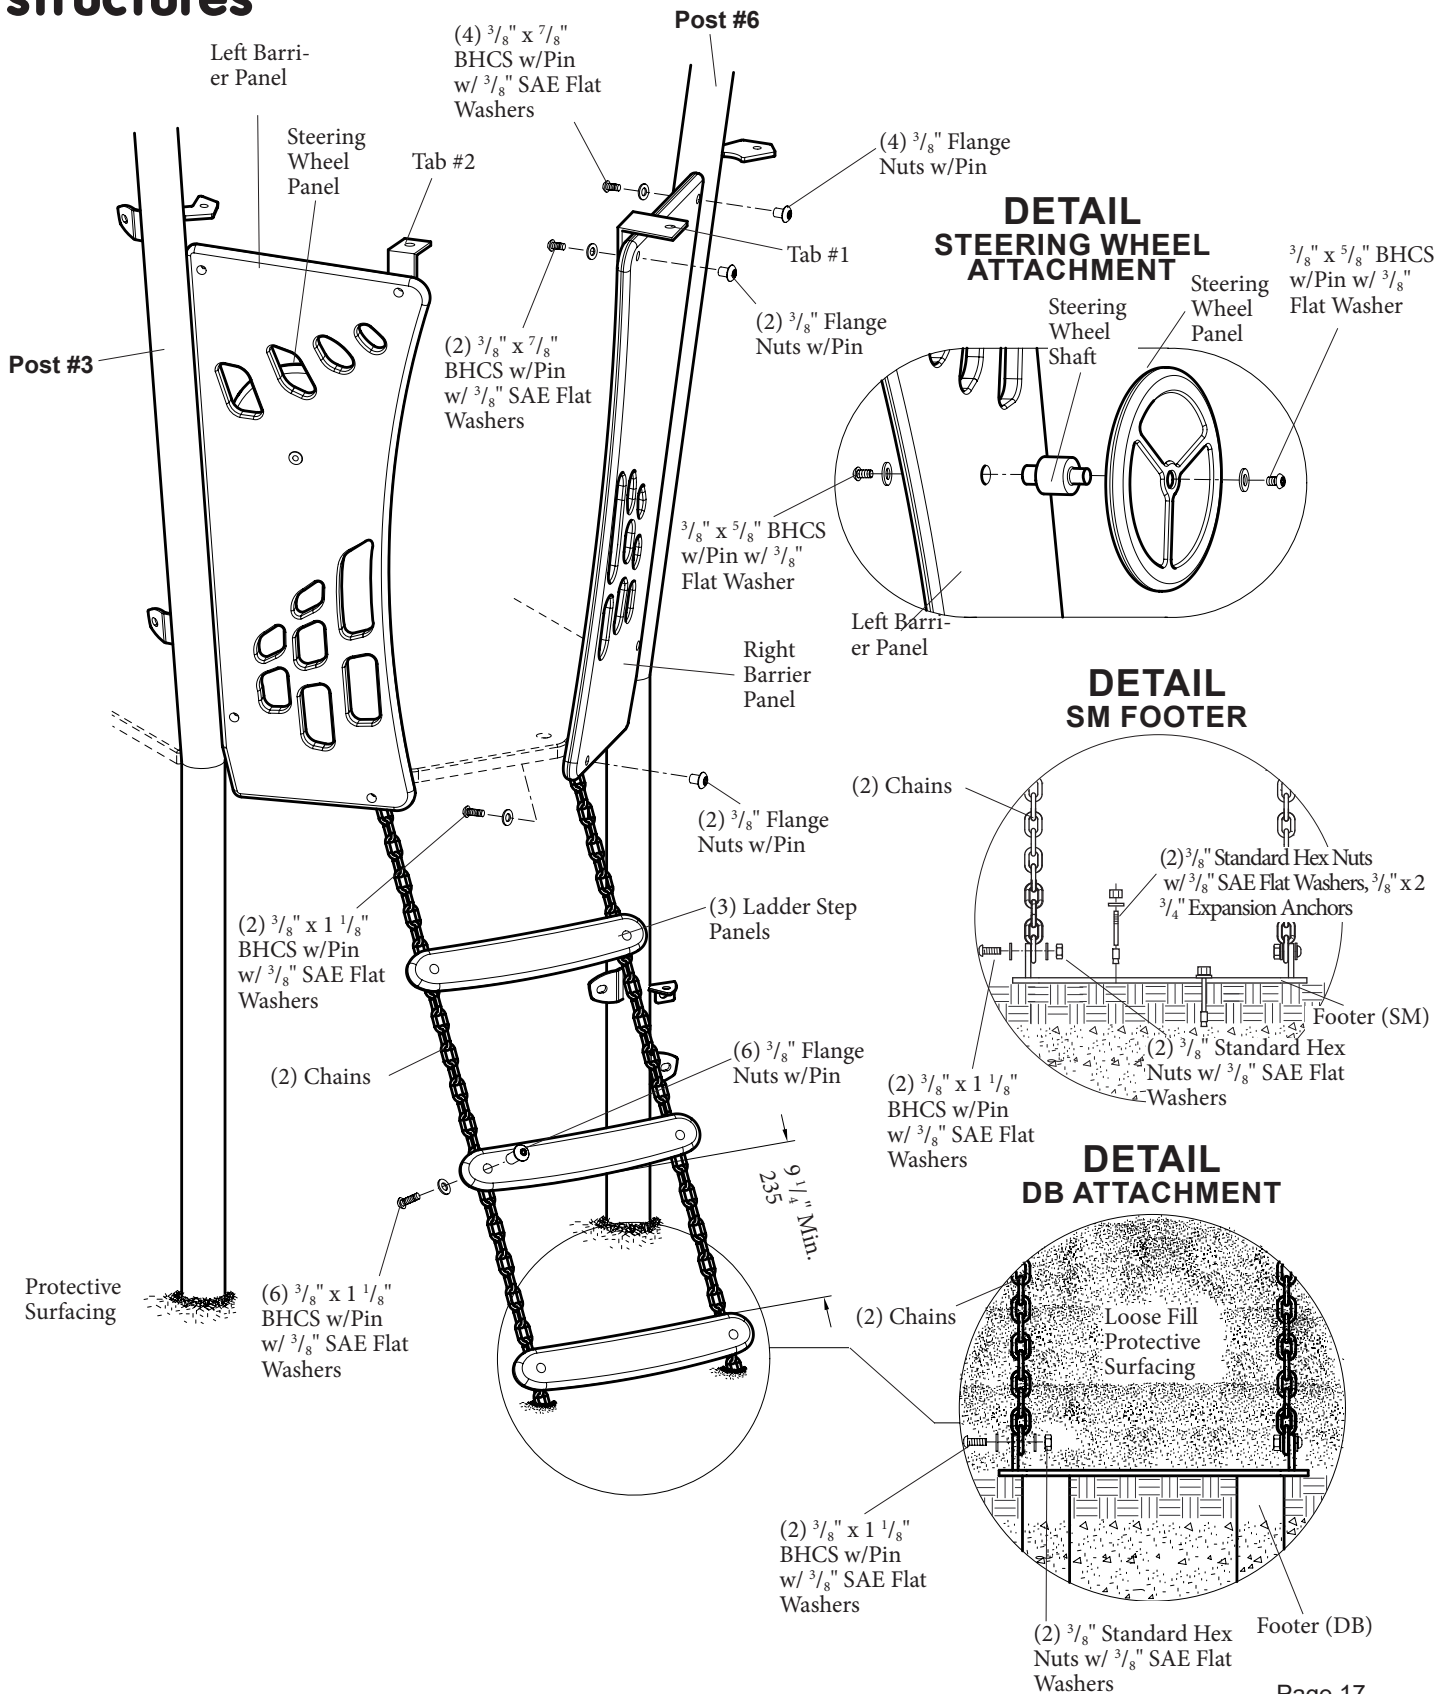 structures
Post #6
(4) 3/8" x 7/8"
BHCS w/Pin
w/ 3/8" SAE Flat
Washers
Left Barri-
er Panel
Steering
Wheel
Panel
Tab #2
(4) 3/8" Flange
Nuts w/Pin
Tab #1
(2) 3/8" Flange
Nuts w/Pin
Post #3
(2) 3/8" x 7/8"
BHCS w/Pin
w/ 3/8" SAE Flat
Washers
DETAIL
STEERING WHEEL
ATTACHMENT
Steering
Wheel
Shaft
Steering
Wheel
Panel
3/8" x 5/8" BHCS
w/Pin w/ 3/8"
Flat Washer
3/8" x 5/8" BHCS
w/Pin w/ 3/8"
Flat Washer
Left Barri-
er Panel
Right
Barrier
Panel
(2) 3/8" Flange
Nuts w/Pin
(2) 3/8" x 1 1/8"
BHCS w/Pin
w/ 3/8" SAE Flat
Washers
(3) Ladder Step
Panels
(2) Chains
(6) 3/8" Flange
Nuts w/Pin
9 1/4" Min.
235
Protective
Surfacing
(6) 3/8" x 1 1/8"
BHCS w/Pin
w/ 3/8" SAE Flat
Washers
DETAIL
SM FOOTER
(2) Chains
(2) 3/8" Standard Hex Nuts
w/ 3/8" SAE Flat Washers, 3/8" x 2
3/4" Expansion Anchors
Footer (SM)
(2) 3/8" Standard Hex
Nuts w/ 3/8" SAE Flat
Washers
(2) 3/8" x 1 1/8"
BHCS w/Pin
w/ 3/8" SAE Flat
Washers
DETAIL
DB ATTACHMENT
(2) Chains
Loose Fill
Protective
Surfacing
(2) 3/8" x 1 1/8"
BHCS w/Pin
w/ 3/8" SAE Flat
Washers
(2) 3/8" Standard Hex
Nuts w/ 3/8" SAE Flat
Washers
Footer (DB)
Page 17